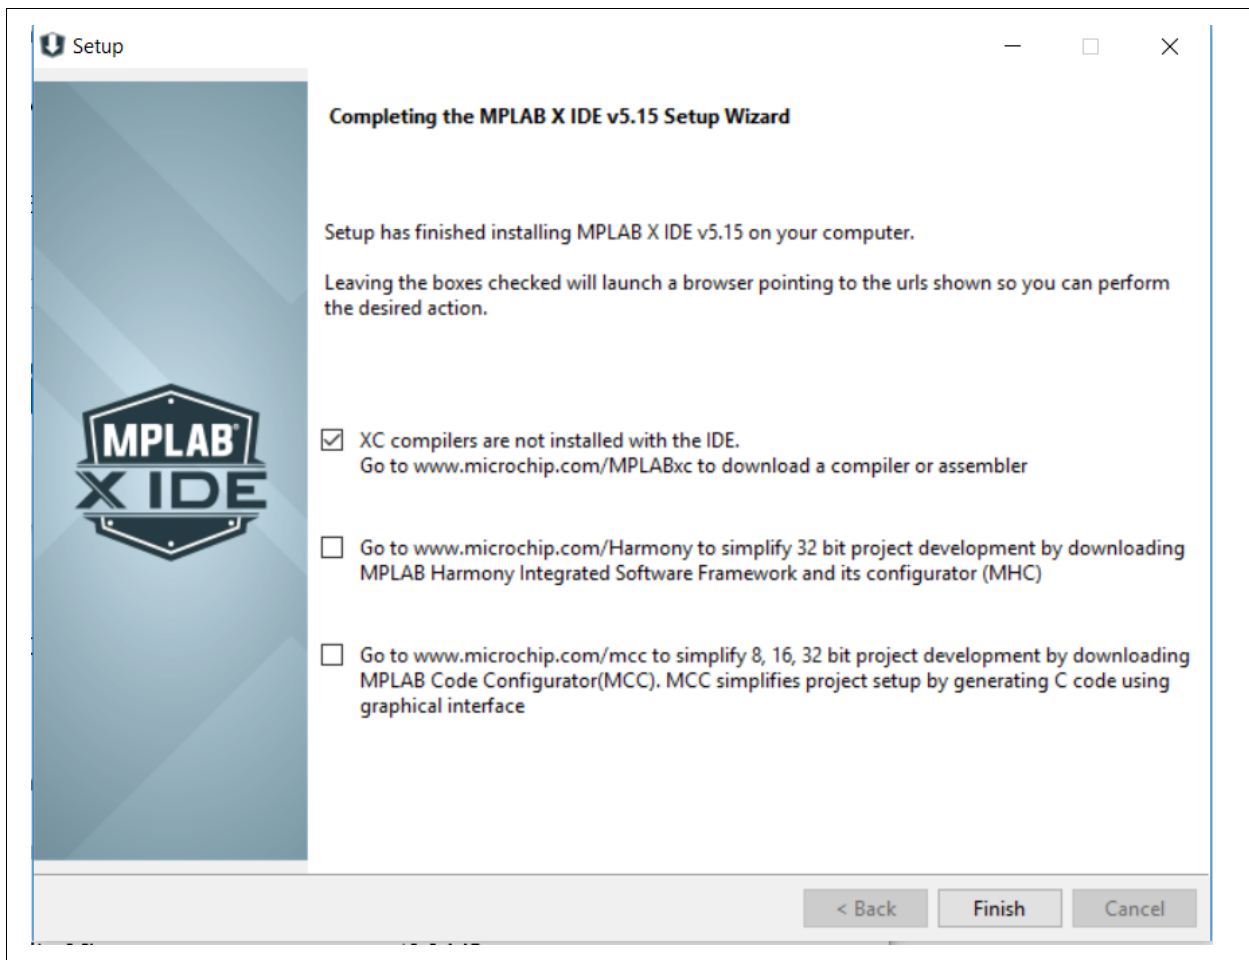 Setup
Completing the MPLAB X IDE v5.15 Setup Wizard
Setup has finished installing MPLAB X IDE v5.15 on your computer.
Leaving the boxes checked will launch a browser pointing to the urls shown so you can perform
the desired action.
MPLAB®
X IDE
XC compilers are not installed with the IDE.
Go to www.microchip.com/MPLABxc to download a compiler or assembler
Go to www.microchip.com/Harmony to simplify 32 bit project development by downloading
MPLAB Harmony Integrated Software Framework and its configurator (MHC)
Go to www.microchip.com/mcc to simplify 8, 16, 32 bit project development by downloading
MPLAB Code Configurator(MCC). MCC simplifies project setup by generating C code using
graphical interface
< Back
Finish
Cancel